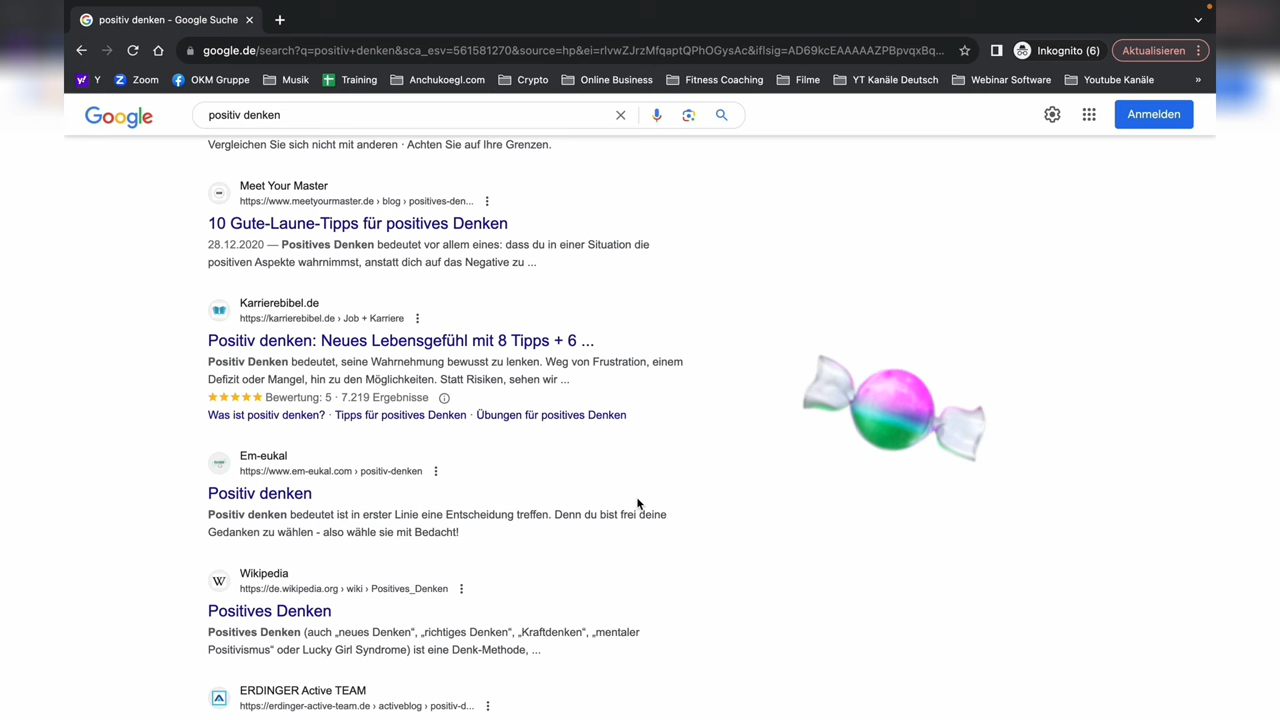 positiv denken - Google Suche
google.de/search?q=positiv+denken&sca_esv=561581270&source=hp&ei=rIvwZJrzMfqaptQPhOGysAc&iflsig=AD69kcEAAAAAZPBpvqxBq...
Inkognito (6)
Aktualisieren
Y
Zoom
OKM Gruppe
Musik
Training
Anchukoegl.com
Crypto
Online Business
Fitness Coaching
Filme
YT Kanäle Deutsch
Webinar Software
Youtube Kanäle
»
Google
positiv denken
Anmelden
Vergleichen Sie sich nicht mit anderen · Achten Sie auf Ihre Grenzen.
Meet Your Master
https://www.meetyourmaster.de › blog › positives-den...
10 Gute-Laune-Tipps für positives Denken
28.12.2020 — Positives Denken bedeutet vor allem eines: dass du in einer Situation die
positiven Aspekte wahrnimmst, anstatt dich auf das Negative zu ...
Karrierebibel.de
https://karrierebibel.de › Job + Karriere
Positiv denken: Neues Lebensgefühl mit 8 Tipps + 6 ...
Positiv Denken bedeutet, seine Wahrnehmung bewusst zu lenken. Weg von Frustration, einem
Defizit oder Mangel, hin zu den Möglichkeiten. Statt Risiken, sehen wir ...
Bewertung: 5 · 7.219 Ergebnisse
Was ist positiv denken? · Tipps für positives Denken · Übungen für positives Denken
Em-eukal
https://www.em-eukal.com › positiv-denken
Positiv denken
Positiv denken bedeutet ist in erster Linie eine Entscheidung treffen. Denn du bist frei deine
Gedanken zu wählen - also wähle sie mit Bedacht!
W
Wikipedia
https://de.wikipedia.org › wiki › Positives_Denken
Positives Denken
Positives Denken (auch „neues Denken“, „richtiges Denken“, „Kraftdenken“, „mentaler
Positivismus“ oder Lucky Girl Syndrome) ist eine Denk-Methode, ...
ERDINGER Active TEAM
https://erdinger-active-team.de › activeblog › positiv-d...